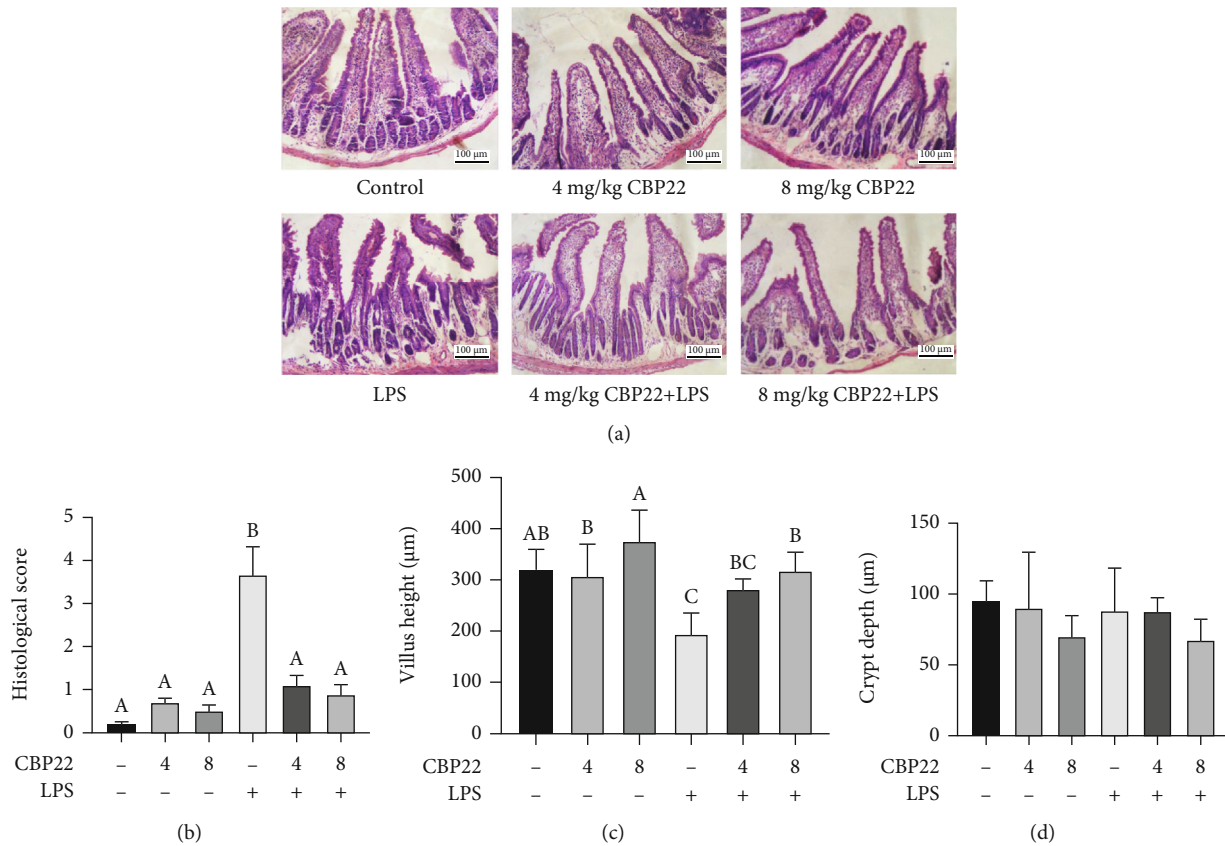 100 μm
100 μm
100 μm
Control
4 mg/kg CBP22
8 mg/kg CBP22
100 μm
100 μm
100 μm
LPS
4 mg/kg CBP22+LPS
8 mg/kg CBP22+LPS
(a)
Histological score
5
4
3
2
1
0
A
A
A
B
A
A
CBP22
–
4
8
–
4
8
LPS
–
–
–
+
+
+
(b)
Villus height (μm)
500
400
300
200
100
0
AB
B
A
C
BC
B
CBP22
–
4
8
–
4
8
LPS
–
–
–
+
+
+
(c)
Crypt depth (μm)
150
100
50
0
CBP22
–
4
8
–
4
8
LPS
–
–
–
+
+
+
(d)